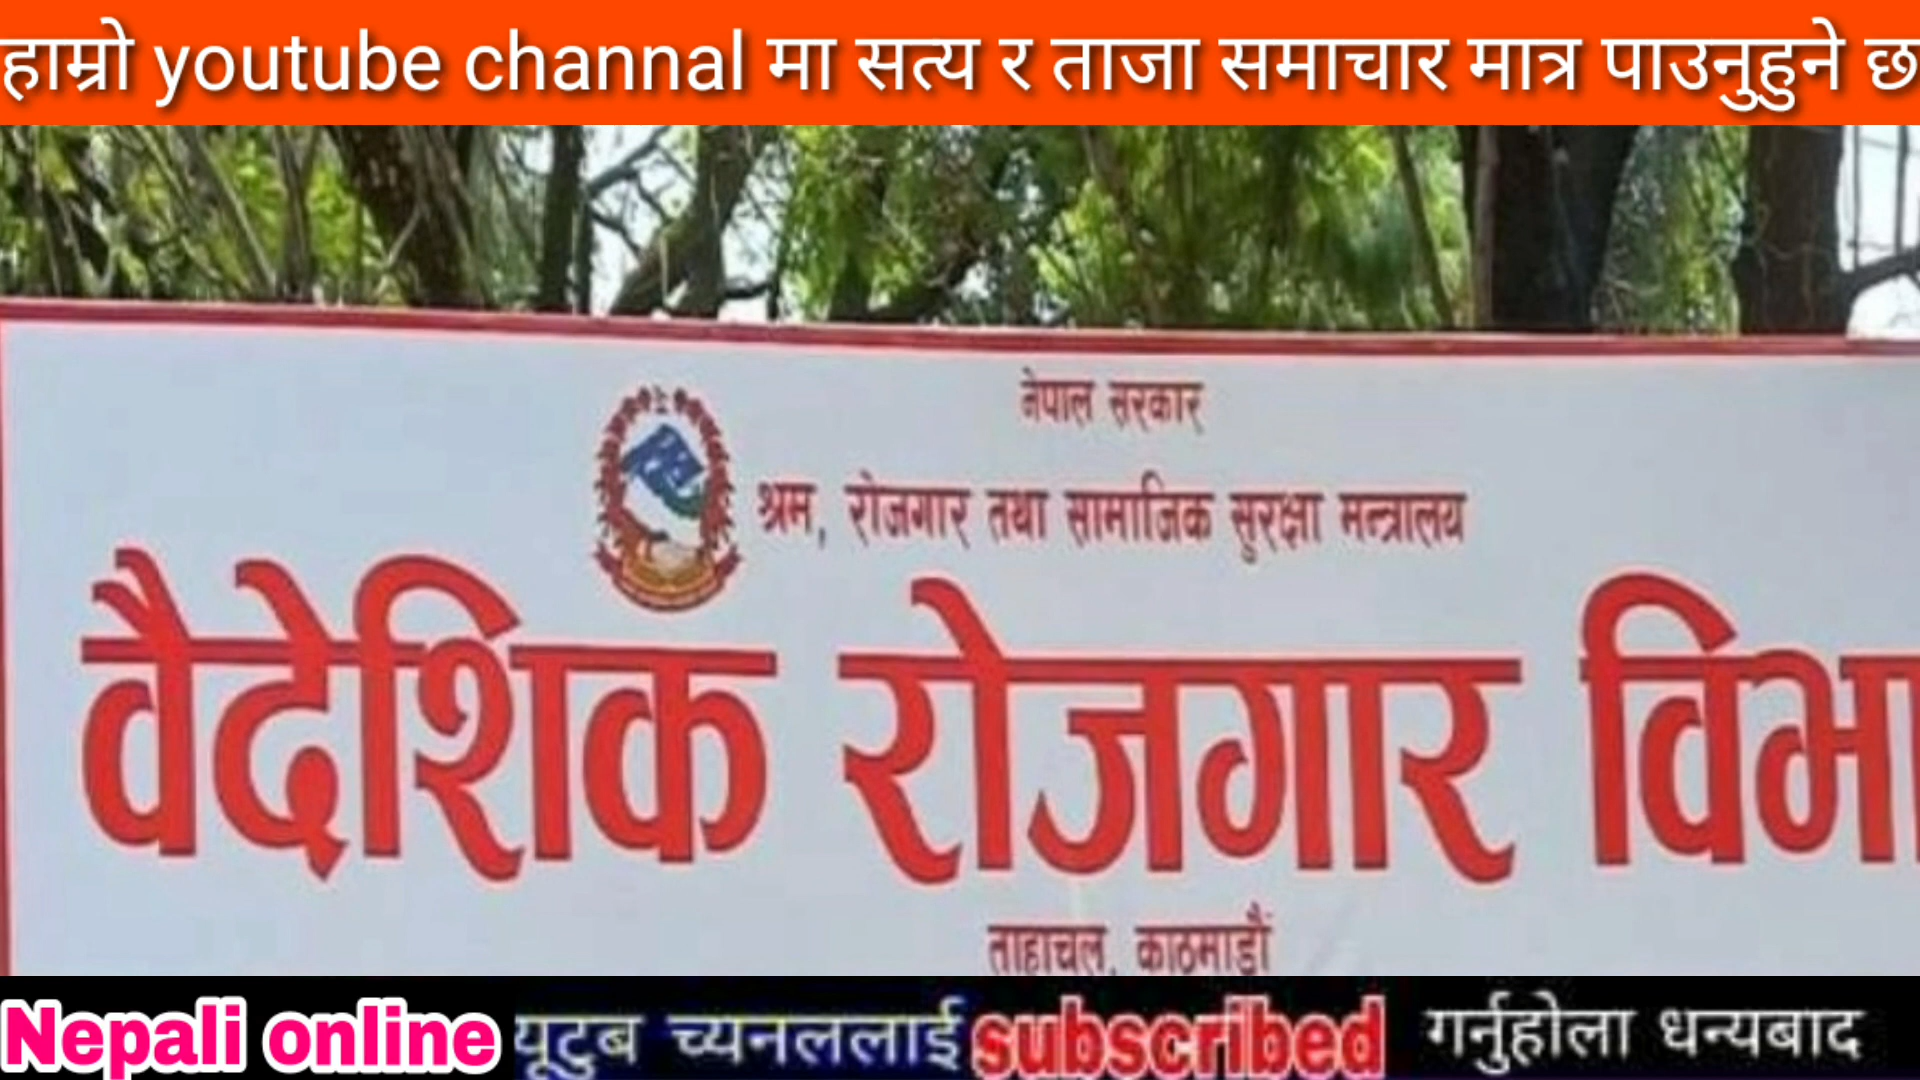 हाम्रो youtube channal मा सत्य र ताजा समाचार मात्र पाउनुहुने छ
नेपाल सरकार
श्रम, रोजगार तथा सामाजिक सुरक्षा मन्त्रालय
वैदेशिक रोजगार विभा
ताहाचल, काठमाडौं
Nepali online यूटुब च्यनललाई subscribed गर्नुहोला धन्यबाद